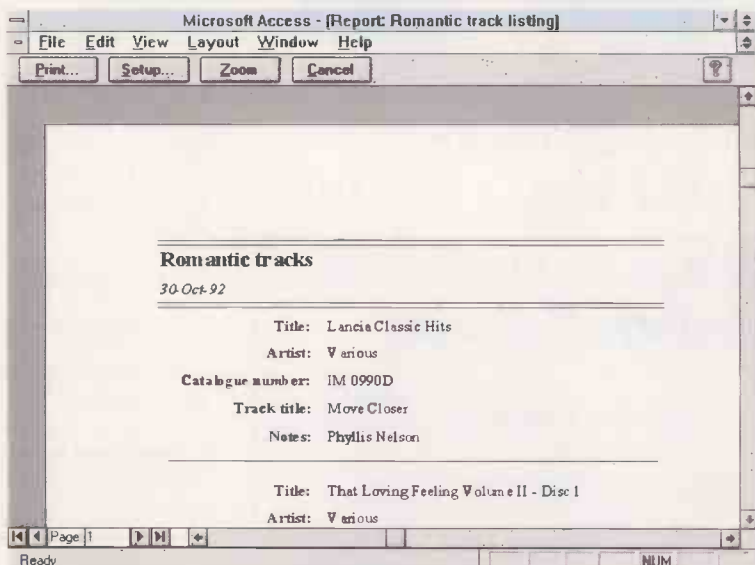 Microsoft Access - [Report: Romantic track listing]
File Edit View Layout Window Help
Print... Setup... Zoom Cancel
Romantic tracks
30-Oct-92
Title: Lancia Classic Hits
Artist: Various
Catalogue number: IM 0990D
Track title: Move Closer
Notes: Phyllis Nelson
Title: That Loving Feeling Volume II - Disc 1
Artist: Various
Page 1
Ready NUM